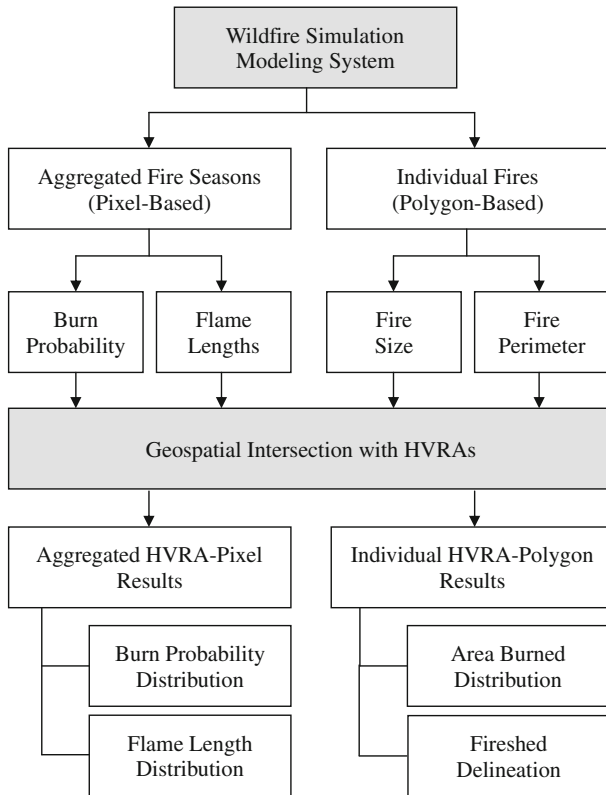 Wildfire Simulation
Modeling System
Aggregated Fire Seasons
(Pixel-Based)
Individual Fires
(Polygon-Based)
Burn
Probability
Flame
Lengths
Fire
Size
Fire
Perimeter
Geospatial Intersection with HVRAs
Aggregated HVRA-Pixel
Results
Individual HVRA-Polygon
Results
Burn Probability
Distribution
Area Burned
Distribution
Flame Length
Distribution
Fireshed
Delineation